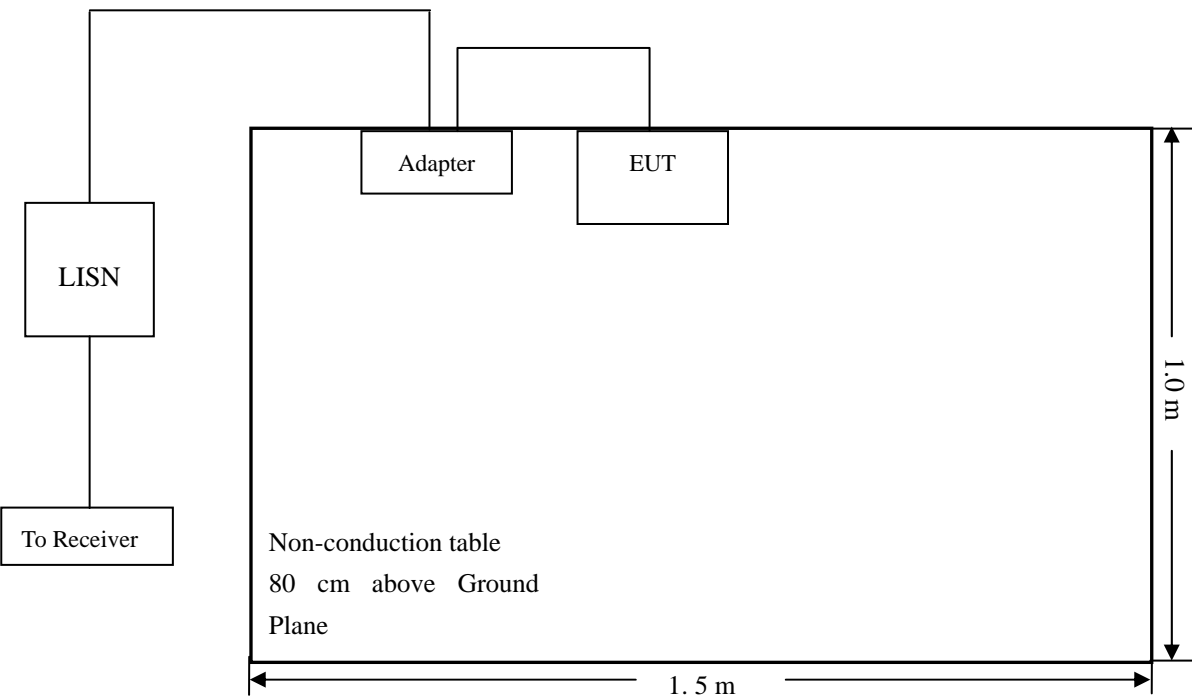 Adapter
EUT
LISN
1.0 m
To Receiver
Non-conduction table
80 cm above Ground
Plane
1. 5 m